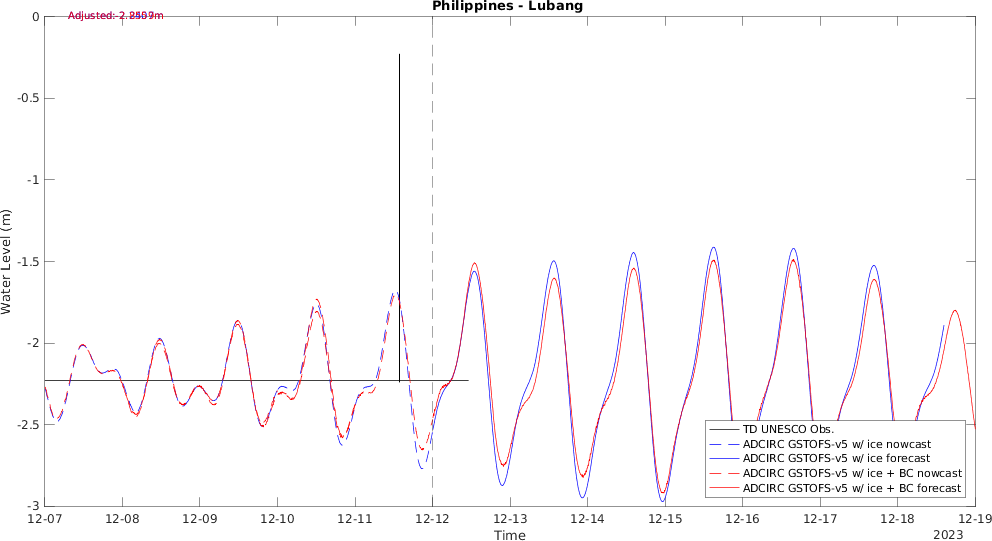 Philippines - Lubang
Adjusted:
Water Level (m)
0
-0.5
-1
-1.5
-2
-2.5
-3
12-07 12-08 12-09 12-10 12-11 12-12 12-13 12-14 12-15 12-16 12-17 12-18 12-19
Time
2023
TD UNESCO Obs.
ADCIRC GSTOFS-v5 w/ ice nowcast
ADCIRC GSTOFS-v5 w/ ice forecast
ADCIRC GSTOFS-v5 w/ ice + BC nowcast
ADCIRC GSTOFS-v5 w/ ice + BC forecast